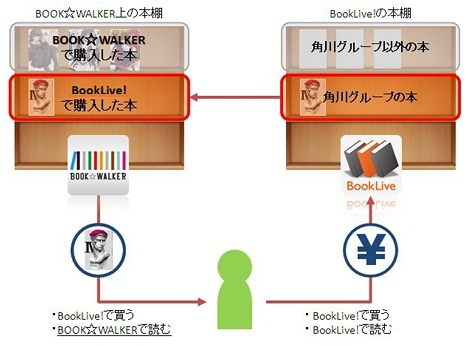 BOOK☆WALKER上の本棚
BookLive!の本棚
BOOK☆WALKER
で購入した本
角川グループ以外の本
BookLive!
で購入した本
角川グループの本
BOOK★WALKER
BookLive
¥
・BookLive!で買う
・BOOK☆WALKERで読む
・BookLive!で買う
・BookLive!で読む